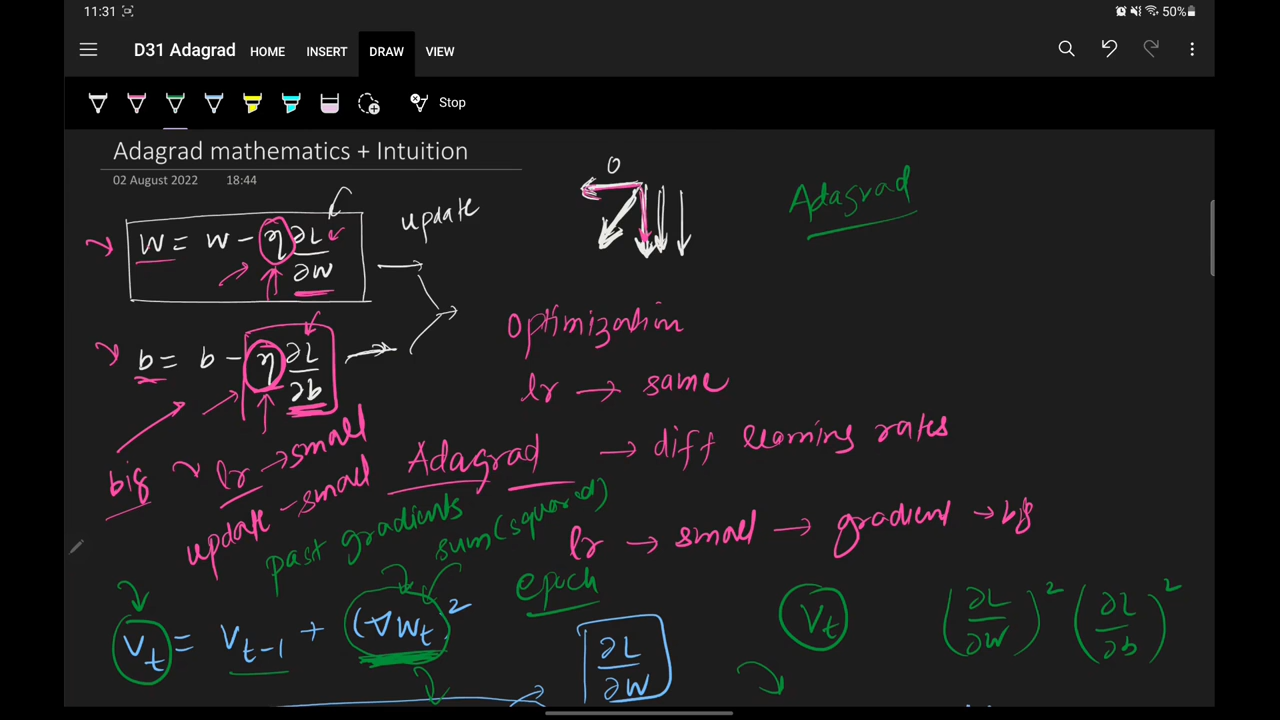 11:31 50%
D31 Adagrad HOME INSERT DRAW VIEW
Stop
Adagrad mathematics + Intuition
02 August 2022 18:44
0
Adagrad
update
W = W - η ∂L/∂W
b = b - η ∂L/∂b
Optimization
lr → same
big lr → small
update - small
Adagrad → diff learning rates
past gradients
sum(squared)
lr → small → gradient → big
epoch
Vt = Vt-1 + (∇Wt)²
∂L/∂W
Vt (∂L/∂W)² (∂L/∂b)²